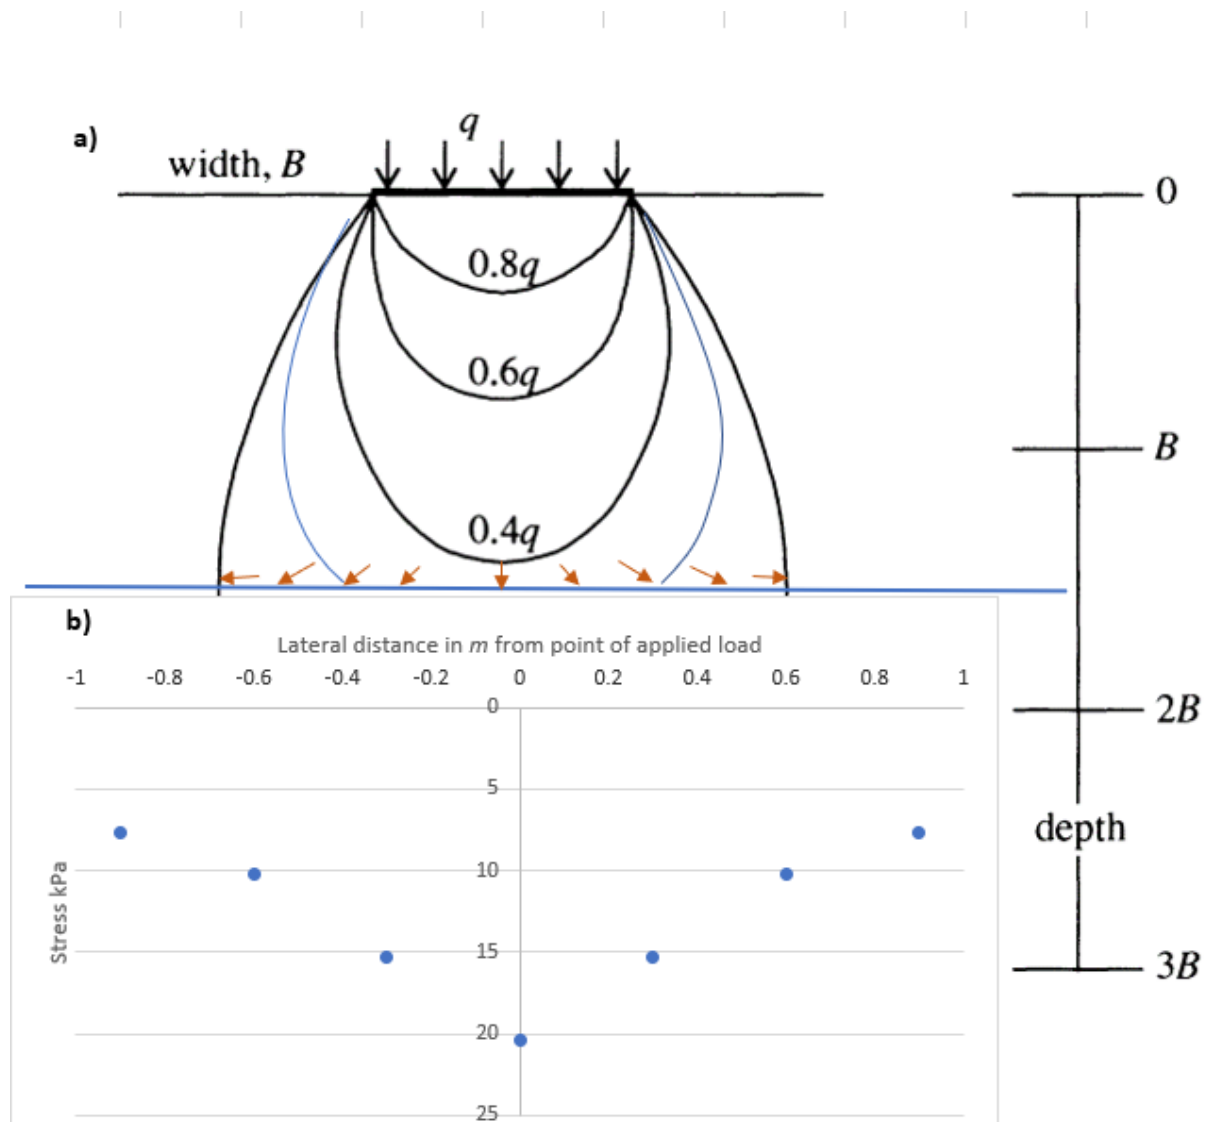 a)
q
width, B
0
0.8q
0.6q
B
0.4q
b)
Lateral distance in m from point of applied load
-1 -0.8 -0.6 -0.4 -0.2 0 0.2 0.4 0.6 0.8 1
0
2B
5
depth
10
Stress kPa
15
3B
20
25